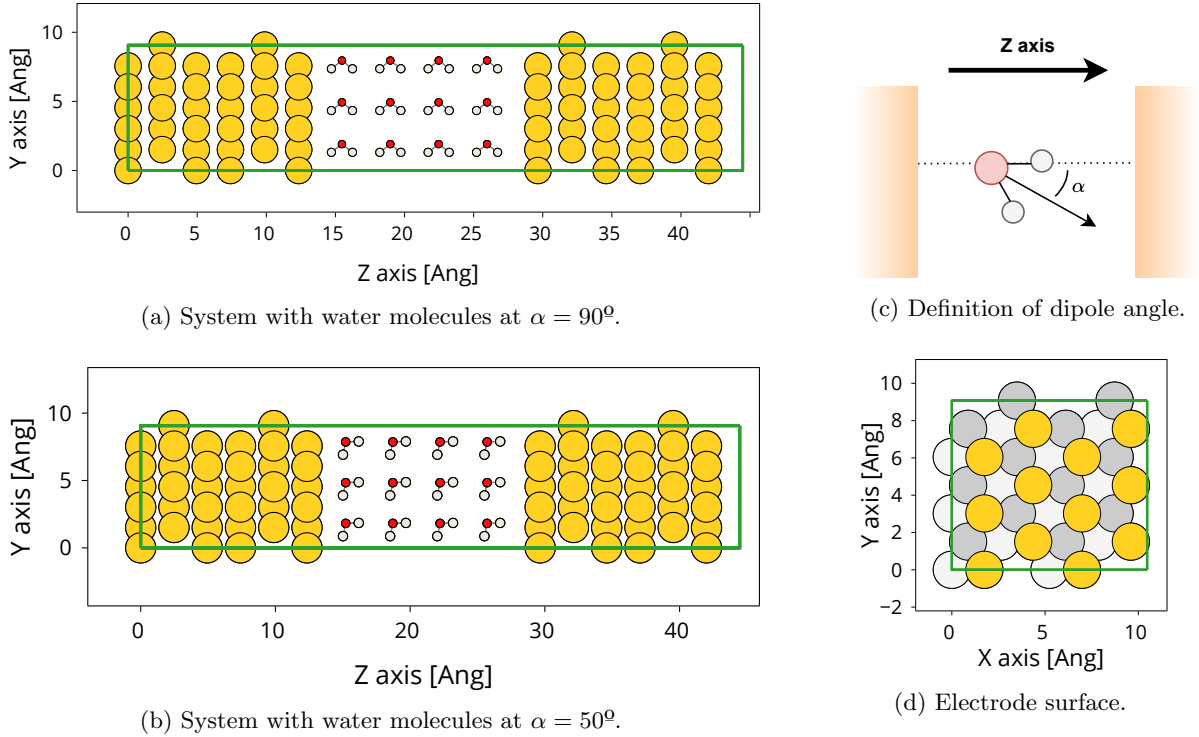 10
5
0
Y axis [Ang]
0 5 10 15 20 25 30 35 40
Z axis [Ang]
(a) System with water molecules at α = 90º.
Z axis
α
(c) Definition of dipole angle.
10
5
0
Y axis [Ang]
0 10 20 30 40
Z axis [Ang]
(b) System with water molecules at α = 50º.
10
8
6
4
2
0
−2
Y axis [Ang]
0 5 10
X axis [Ang]
(d) Electrode surface.